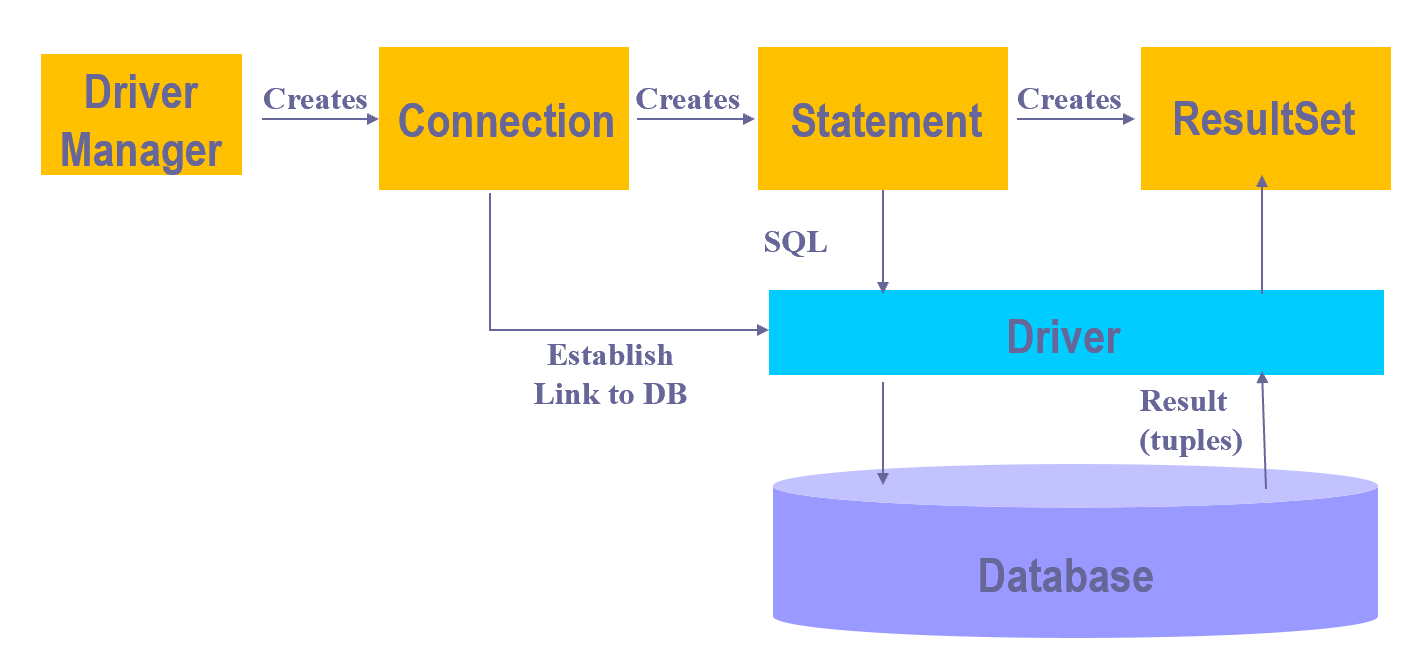 Driver
Manager
Creates
Connection
Creates
Statement
Creates
ResultSet
SQL
Establish
Link to DB
Driver
Result
(tuples)
Database